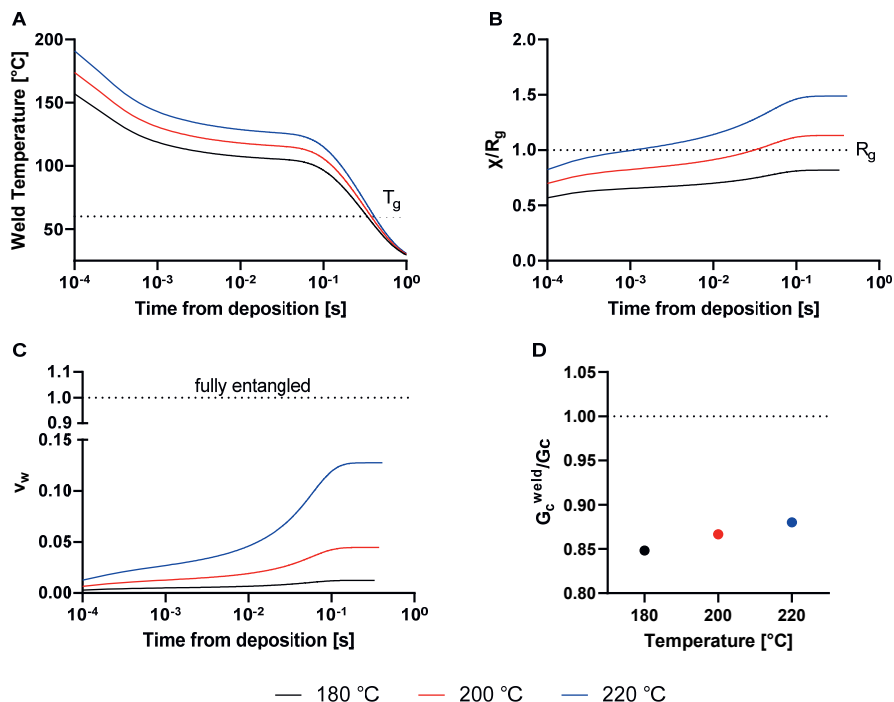 A
Weld Temperature [°C]
200
150
100
50
Tg
10⁻⁴ 10⁻³ 10⁻² 10⁻¹ 10⁰
Time from deposition [s]
B
χ/Rg
2.0
1.5
1.0
0.5
0.0
Rg
10⁻⁴ 10⁻³ 10⁻² 10⁻¹ 10⁰
Time from deposition [s]
C
vw
1.1
1.0
0.9
0.15
0.10
0.05
0.00
fully entangled
10⁻⁴ 10⁻³ 10⁻² 10⁻¹ 10⁰
Time from deposition [s]
D
Gc^weld/Gc
1.05
1.00
0.95
0.90
0.85
0.80
180 200 220
Temperature [°C]
180 °C 200 °C 220 °C